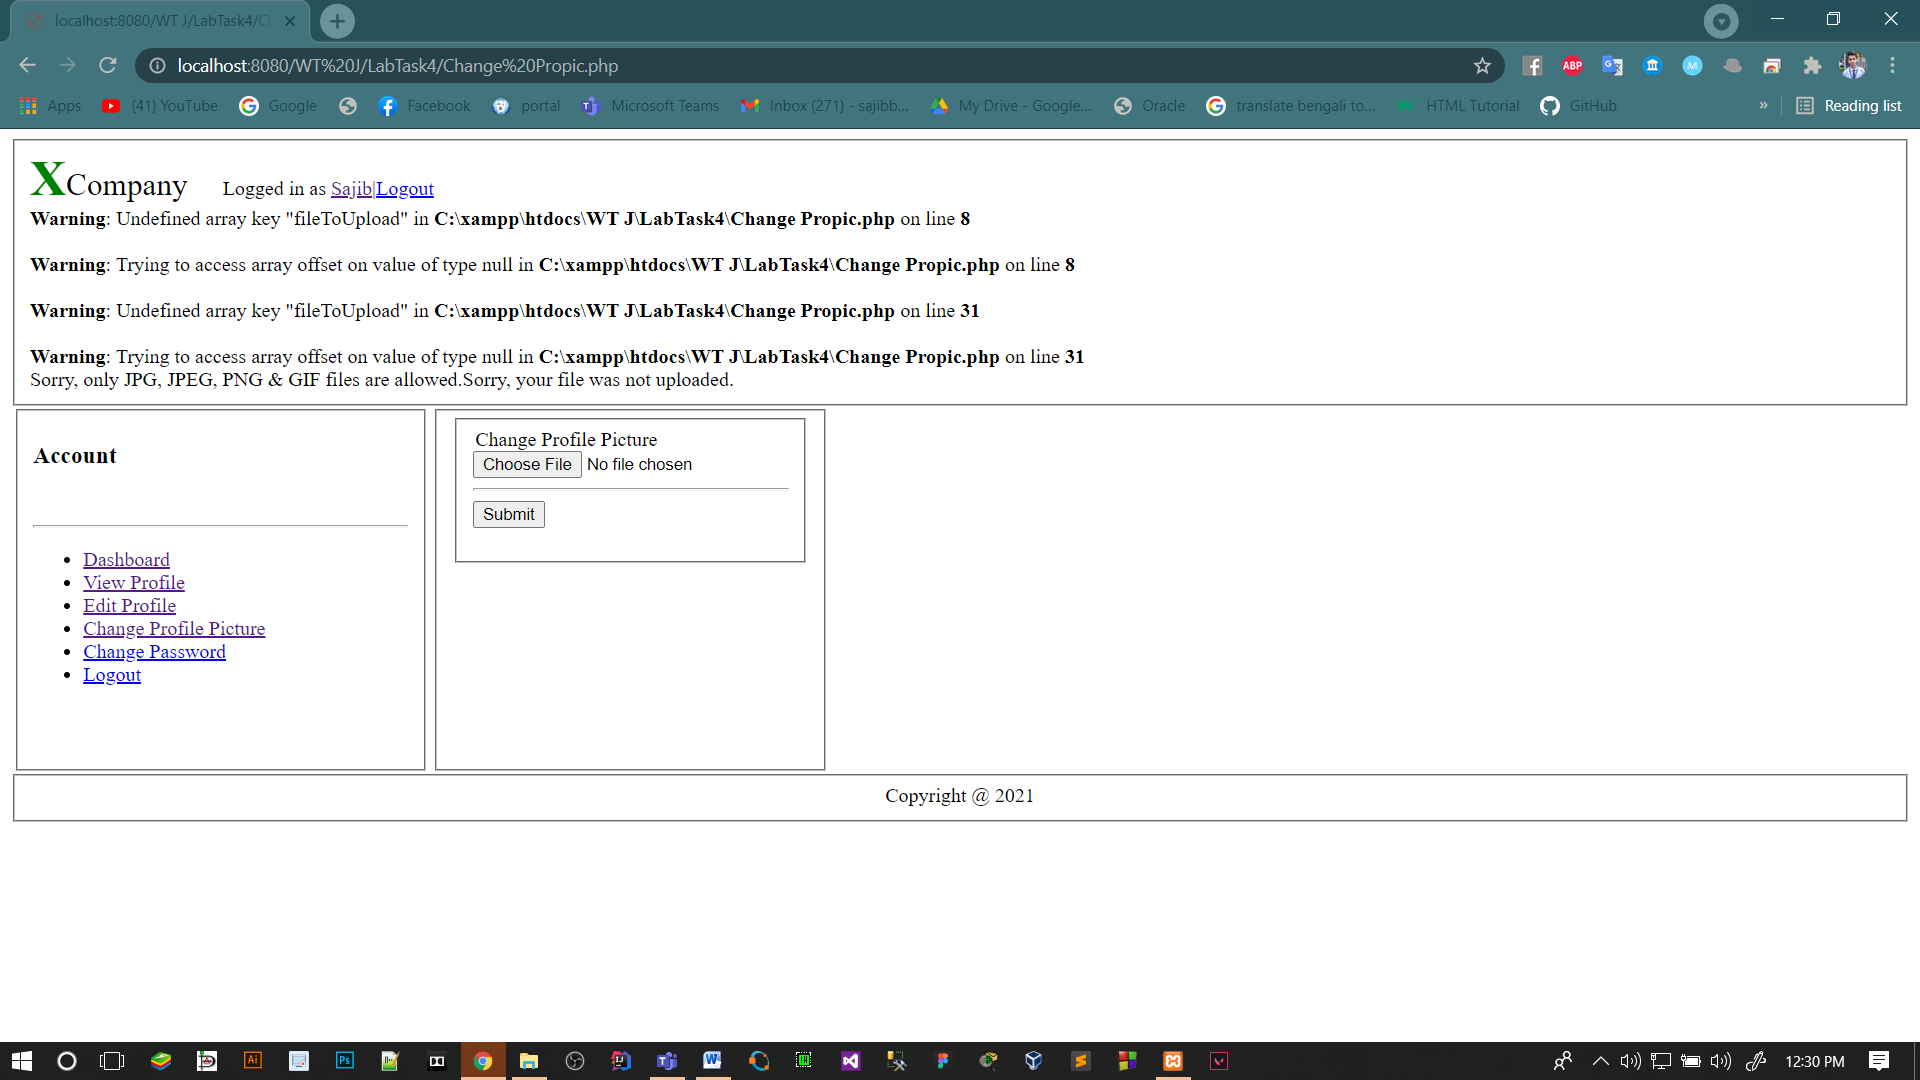 localhost:8080/WT J/LabTask4/C
localhost:8080/WT%20J/LabTask4/Change%20Propic.php
ABP
Apps (41) YouTube Google Facebook portal Microsoft Teams Inbox (271) - sajibb... My Drive - Google... Oracle translate bengali to... HTML Tutorial GitHub » Reading list
XCompany Logged in as Sajib|Logout
Warning: Undefined array key "fileToUpload" in C:\xampp\htdocs\WT J\LabTask4\Change Propic.php on line 8
Warning: Trying to access array offset on value of type null in C:\xampp\htdocs\WT J\LabTask4\Change Propic.php on line 8
Warning: Undefined array key "fileToUpload" in C:\xampp\htdocs\WT J\LabTask4\Change Propic.php on line 31
Warning: Trying to access array offset on value of type null in C:\xampp\htdocs\WT J\LabTask4\Change Propic.php on line 31
Sorry, only JPG, JPEG, PNG & GIF files are allowed.Sorry, your file was not uploaded.
Account
Dashboard
View Profile
Edit Profile
Change Profile Picture
Change Password
Logout
Change Profile Picture
Choose File No file chosen
Submit
Copyright @ 2021
Ai Ps 12:30 PM